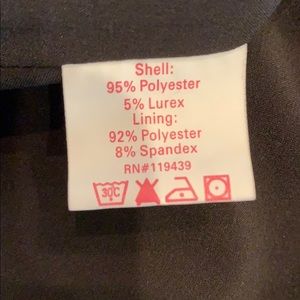 Shell:
95% Polyester
5% Lurex
Lining:
92% Polyester
8% Spandex
RN#119439
30C